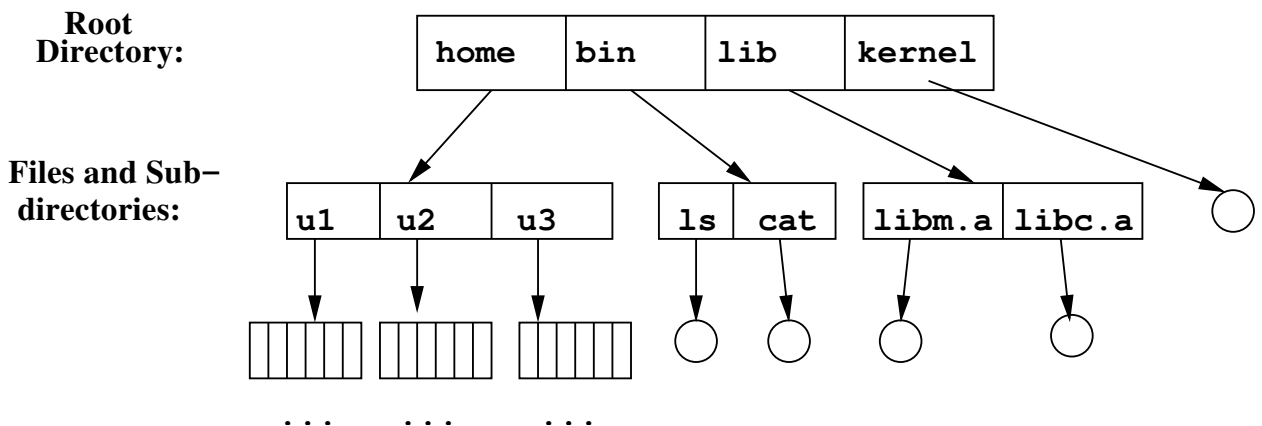 Root
Directory:
home bin lib kernel
Files and Sub−
directories:
u1 u2 u3 ls cat libm.a libc.a
... ... ...